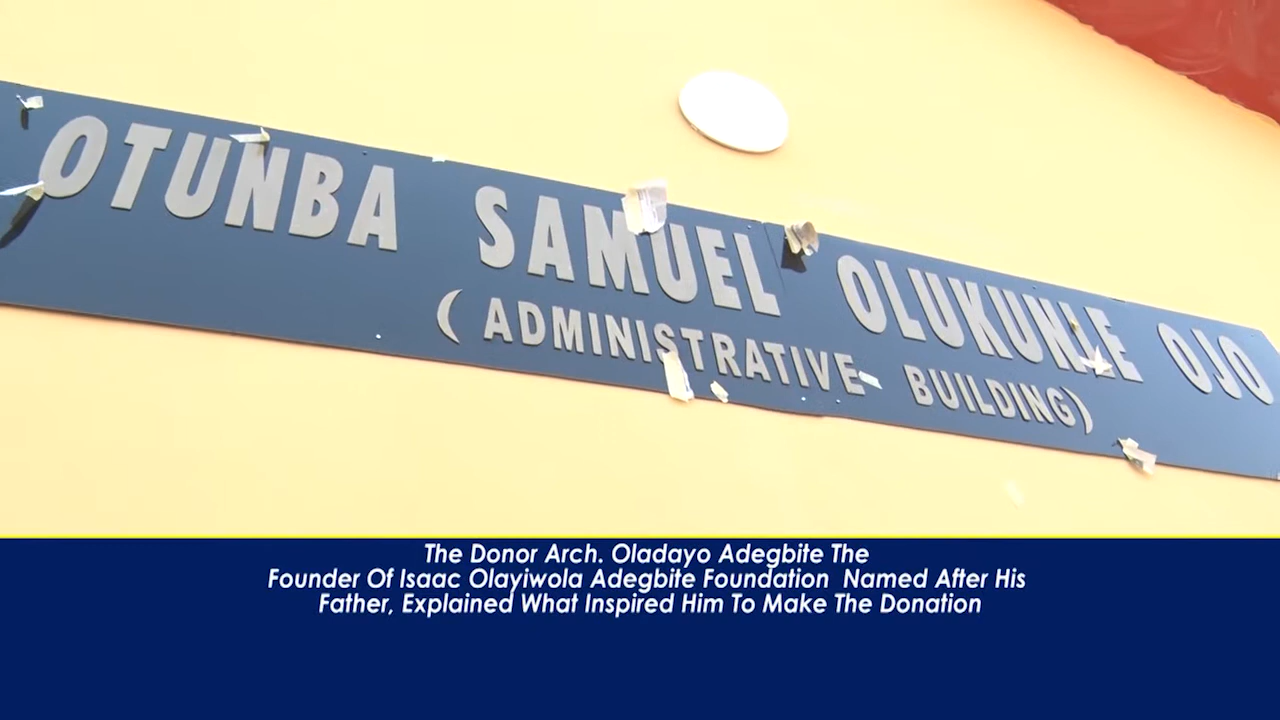 OTUNBA SAMUEL OLUKUNLE OJO
(ADMINISTRATIVE BUILDING)
The Donor Arch. Oladayo Adegbite The
Founder Of Isaac Olayiwola Adegbite Foundation Named After His
Father, Explained What Inspired Him To Make The Donation